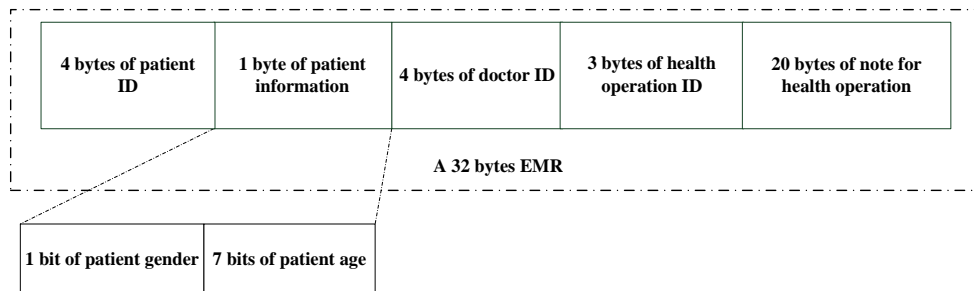 4 bytes of patient
ID
1 byte of patient
information
4 bytes of doctor ID
3 bytes of health
operation ID
20 bytes of note for
health operation
A 32 bytes EMR
1 bit of patient gender
7 bits of patient age